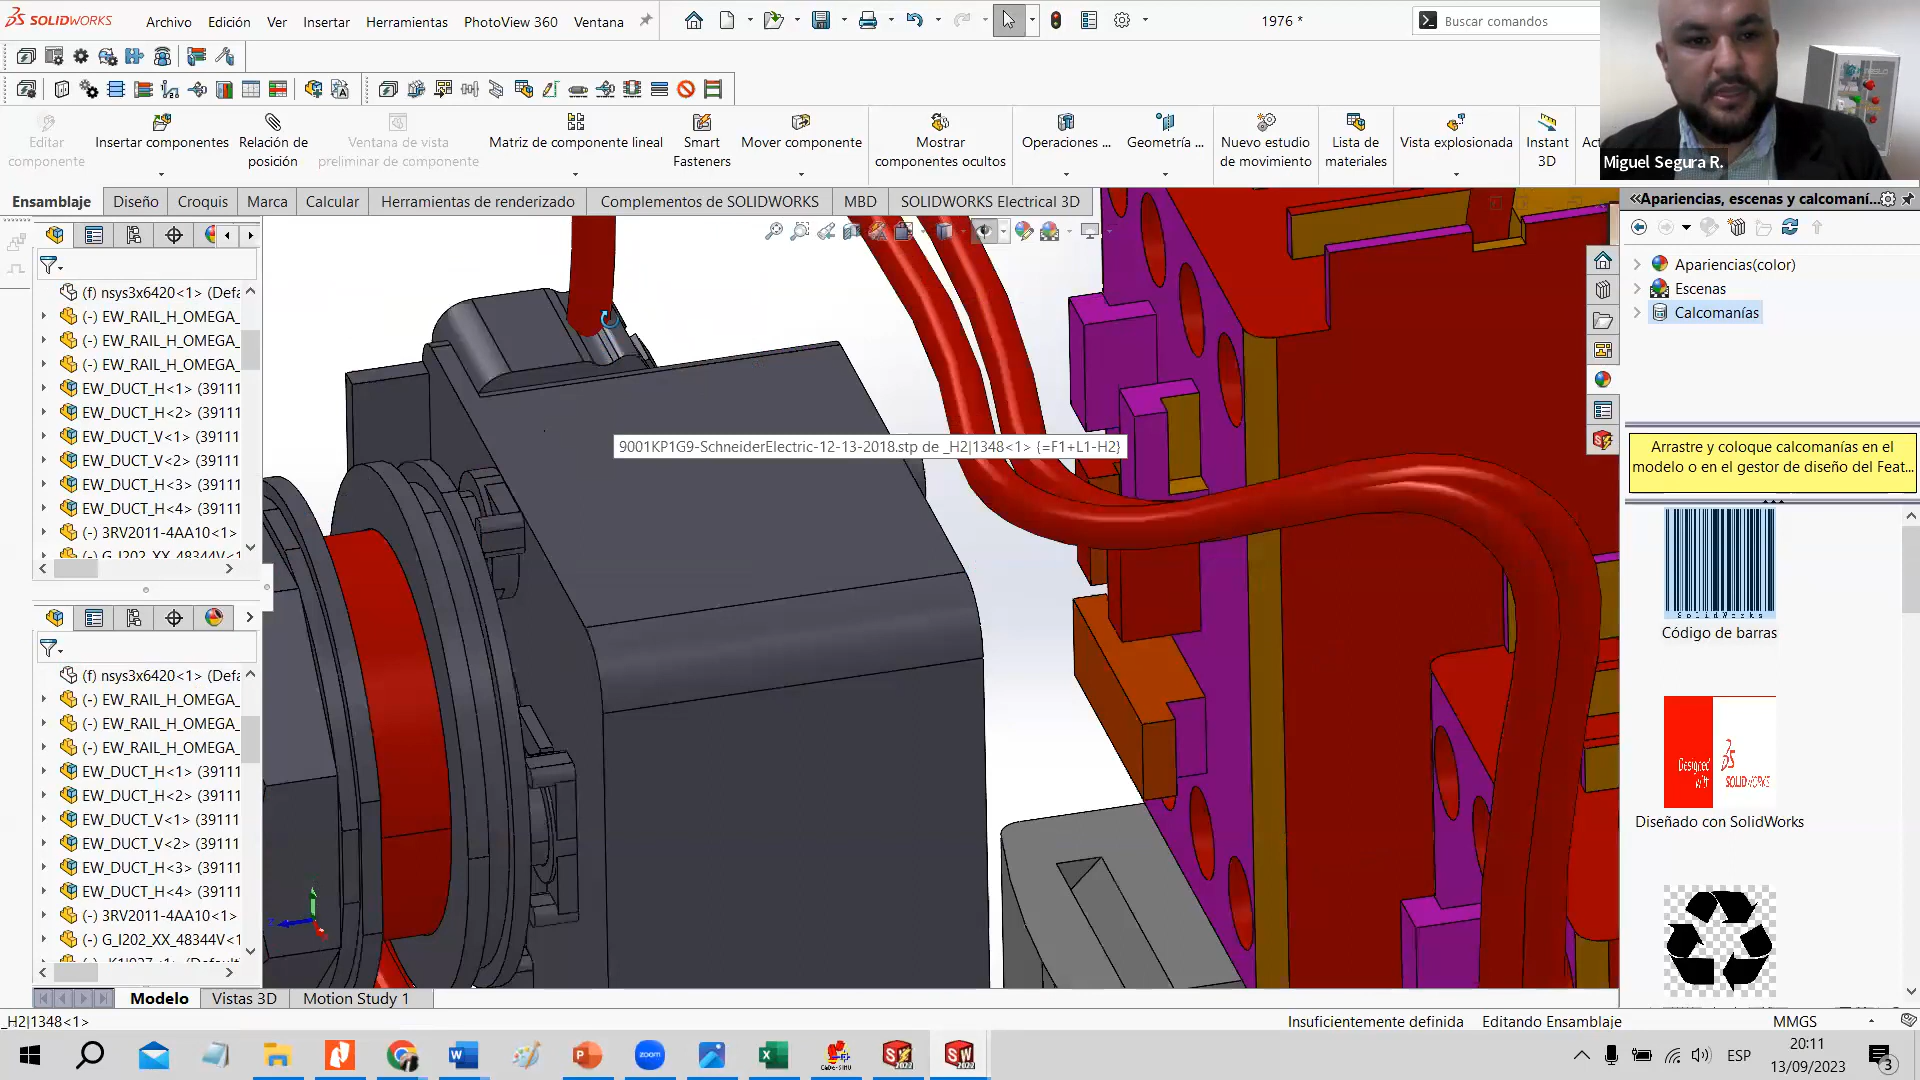 SOLIDWORKS
Archivo Edición Ver Insertar Herramientas PhotoView 360 Ventana
1976 *
Buscar comandos
Editar componente
Insertar componentes
Relación de posición
Ventana de vista preliminar de componente
Matriz de componente lineal
Smart Fasteners
Mover componente
Mostrar componentes ocultos
Operaciones ...
Geometría ...
Nuevo estudio de movimiento
Lista de materiales
Vista explosionada
Instant 3D
Miguel Segura R.
Ensamblaje Diseño Croquis Marca Calcular Herramientas de renderizado Complementos de SOLIDWORKS MBD SOLIDWORKS Electrical 3D
Apariencias, escenas y calcomaní...
Apariencias(color)
Escenas
Calcomanías
Arrastre y coloque calcomanías en el
modelo o en el gestor de diseño del Feat...
Código de barras
Designed with SOLIDWORKS
Diseñado con SolidWorks
(f) nsys3x6420<1> (Defa
(-) EW_RAIL_H_OMEGA_
(-) EW_RAIL_H_OMEGA_
(-) EW_RAIL_H_OMEGA_
EW_DUCT_H<1> (39111
EW_DUCT_H<2> (39111
EW_DUCT_V<1> (39111
EW_DUCT_V<2> (39111
EW_DUCT_H<3> (39111
EW_DUCT_H<4> (39111
(-) 3RV2011-4AA10<1>
(-) G_I202_XX_48344V<1
9001KP1G9-SchneiderElectric-12-13-2018.stp de _H2|1348<1> {=F1+L1-H2}
(f) nsys3x6420<1> (Defa
(-) EW_RAIL_H_OMEGA_
(-) EW_RAIL_H_OMEGA_
(-) EW_RAIL_H_OMEGA_
EW_DUCT_H<1> (39111
EW_DUCT_H<2> (39111
EW_DUCT_V<1> (39111
EW_DUCT_V<2> (39111
EW_DUCT_H<3> (39111
EW_DUCT_H<4> (39111
(-) 3RV2011-4AA10<1>
(-) G_I202_XX_48344V<1
Modelo Vistas 3D Motion Study 1
_H2|1348<1>
Insuficientemente definida Editando Ensamblaje MMGS
ESP
20:11
13/09/2023
3